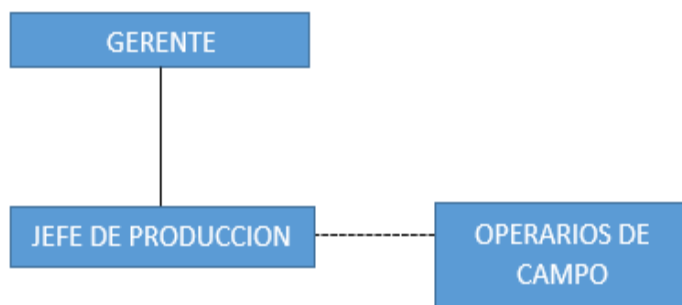 GERENTE
JEFE DE PRODUCCION
OPERARIOS DE
CAMPO